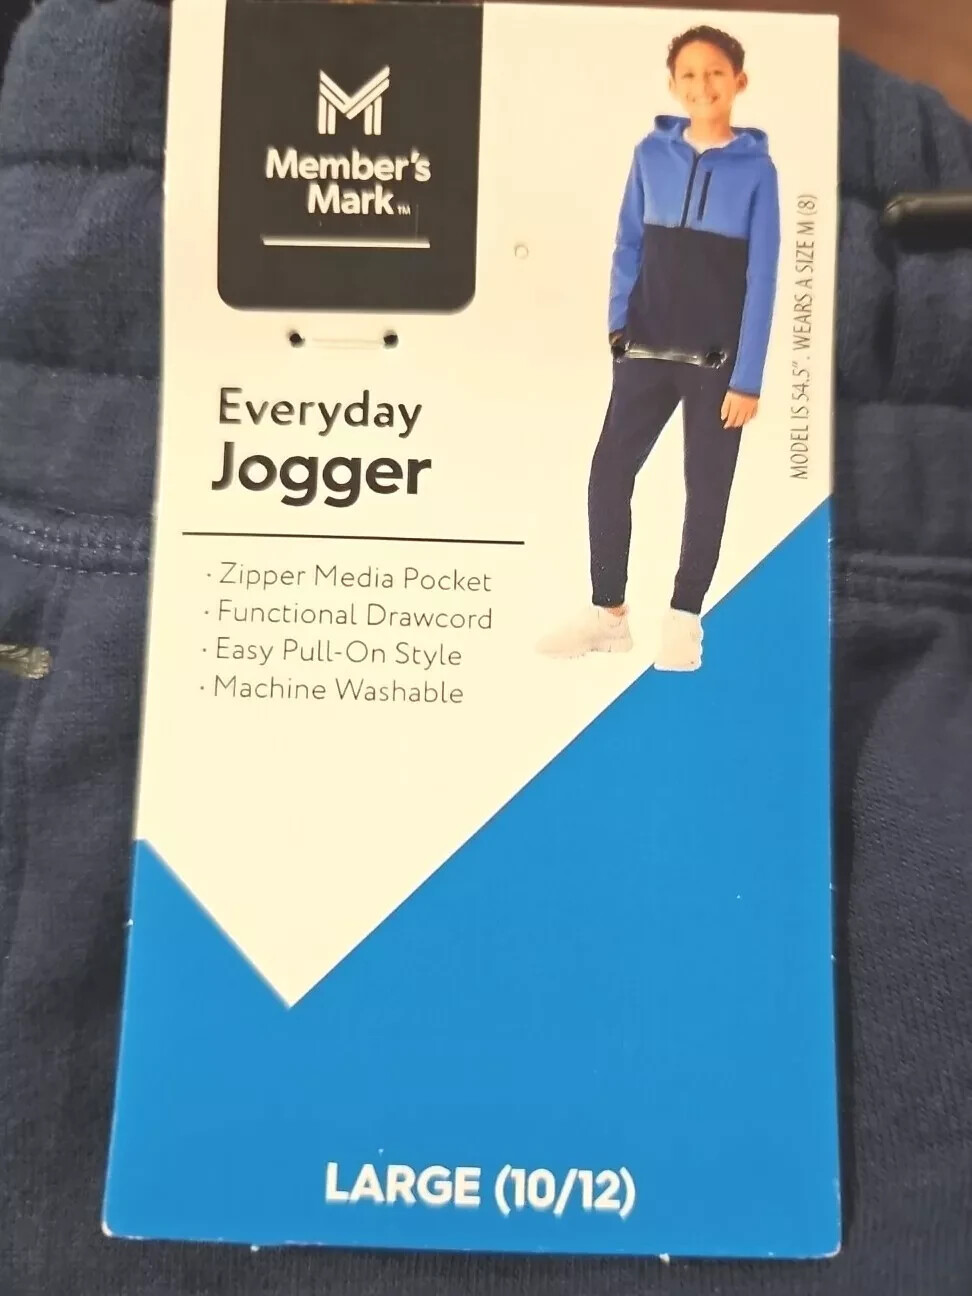 M
Member's
Mark™
Everyday
Jogger
· Zipper Media Pocket
· Functional Drawcord
· Easy Pull-On Style
· Machine Washable
MODEL IS 54.5". WEARS A SIZE M (8)
LARGE (10/12)